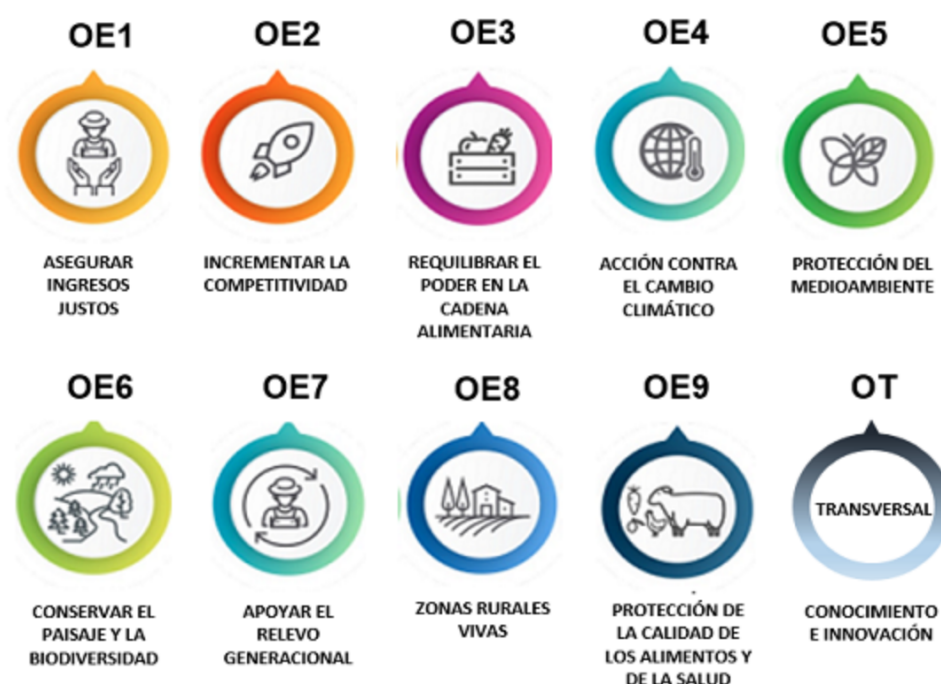 OE1
OE2
OE3
OE4
OE5
ASEGURAR
INGRESOS
JUSTOS
INCREMENTAR LA
COMPETITIVIDAD
REQUILIBRAR EL
PODER EN LA
CADENA
ALIMENTARIA
ACCIÓN CONTRA
EL CAMBIO
CLIMÁTICO
PROTECCIÓN DEL
MEDIOAMBIENTE
OE6
OE7
OE8
OE9
OT
TRANSVERSAL
CONSERVAR EL
PAISAJE Y LA
BIODIVERSIDAD
APOYAR EL
RELEVO
GENERACIONAL
ZONAS RURALES
VIVAS
PROTECCIÓN DE
LA CALIDAD DE
LOS ALIMENTOS Y
DE LA SALUD
CONOCIMIENTO
E INNOVACIÓN